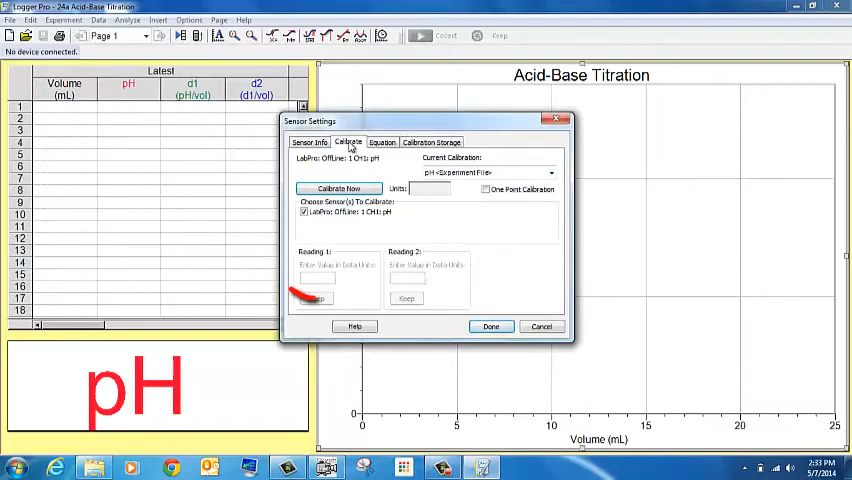 Logger Pro - 24a Acid-Base Titration
File Edit Experiment Data Analyze Insert Options Page Help
Page 1
Collect
Keep
No device connected.
Latest
Volume
(mL)
pH
d1
(pH/vol)
d2
(d1/vol)
1
2
3
4
5
6
7
8
9
10
11
12
13
14
15
16
17
18
pH
Acid-Base Titration
0
0
5
10
15
20
25
Volume (mL)
Sensor Settings
Sensor Info
Calibrate
Equation
Calibration Storage
LabPro: OffLine: 1 CH1: pH
Current Calibration:
pH <Experiment File>
Calibrate Now
Units:
One Point Calibration
Choose Sensor(s) To Calibrate:
LabPro: OffLine: 1 CH1: pH
Reading 1:
Reading 2:
Enter Value in Data Units:
Enter Value in Data Units:
Keep
Help
Done
Cancel
2:33 PM
5/7/2014